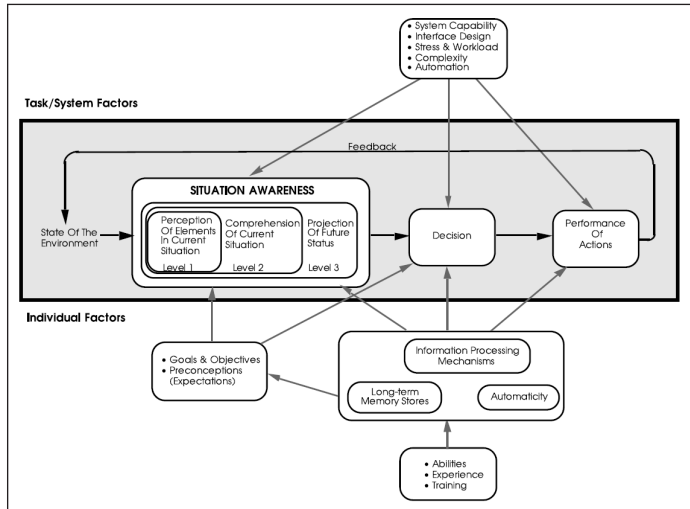 • System Capability
• Interface Design
• Stress & Workload
• Complexity
• Automation
Task/System Factors
Feedback
SITUATION AWARENESS
State Of The
Environment
Perception
Of Elements
In Current
Situation
Level 1
Comprehension
Of Current
Situation
Level 2
Projection
Of Future
Status
Level 3
Decision
Performance
Of
Actions
Individual Factors
• Goals & Objectives
• Preconceptions
(Expectations)
Information Processing
Mechanisms
Long-term
Memory Stores
Automaticity
• Abilities
• Experience
• Training